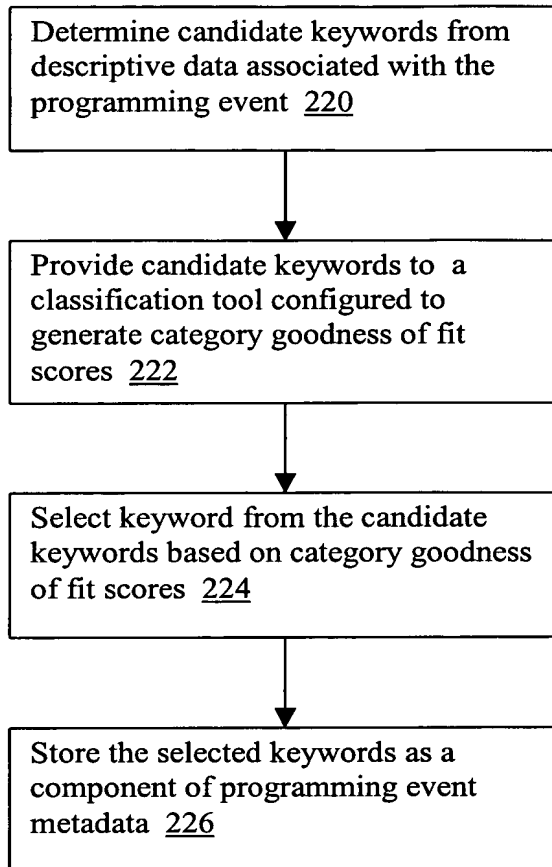 Determine candidate keywords from
descriptive data associated with the
programming event 220
Provide candidate keywords to a
classification tool configured to
generate category goodness of fit
scores 222
Select keyword from the candidate
keywords based on category goodness
of fit scores 224
Store the selected keywords as a
component of programming event
metadata 226